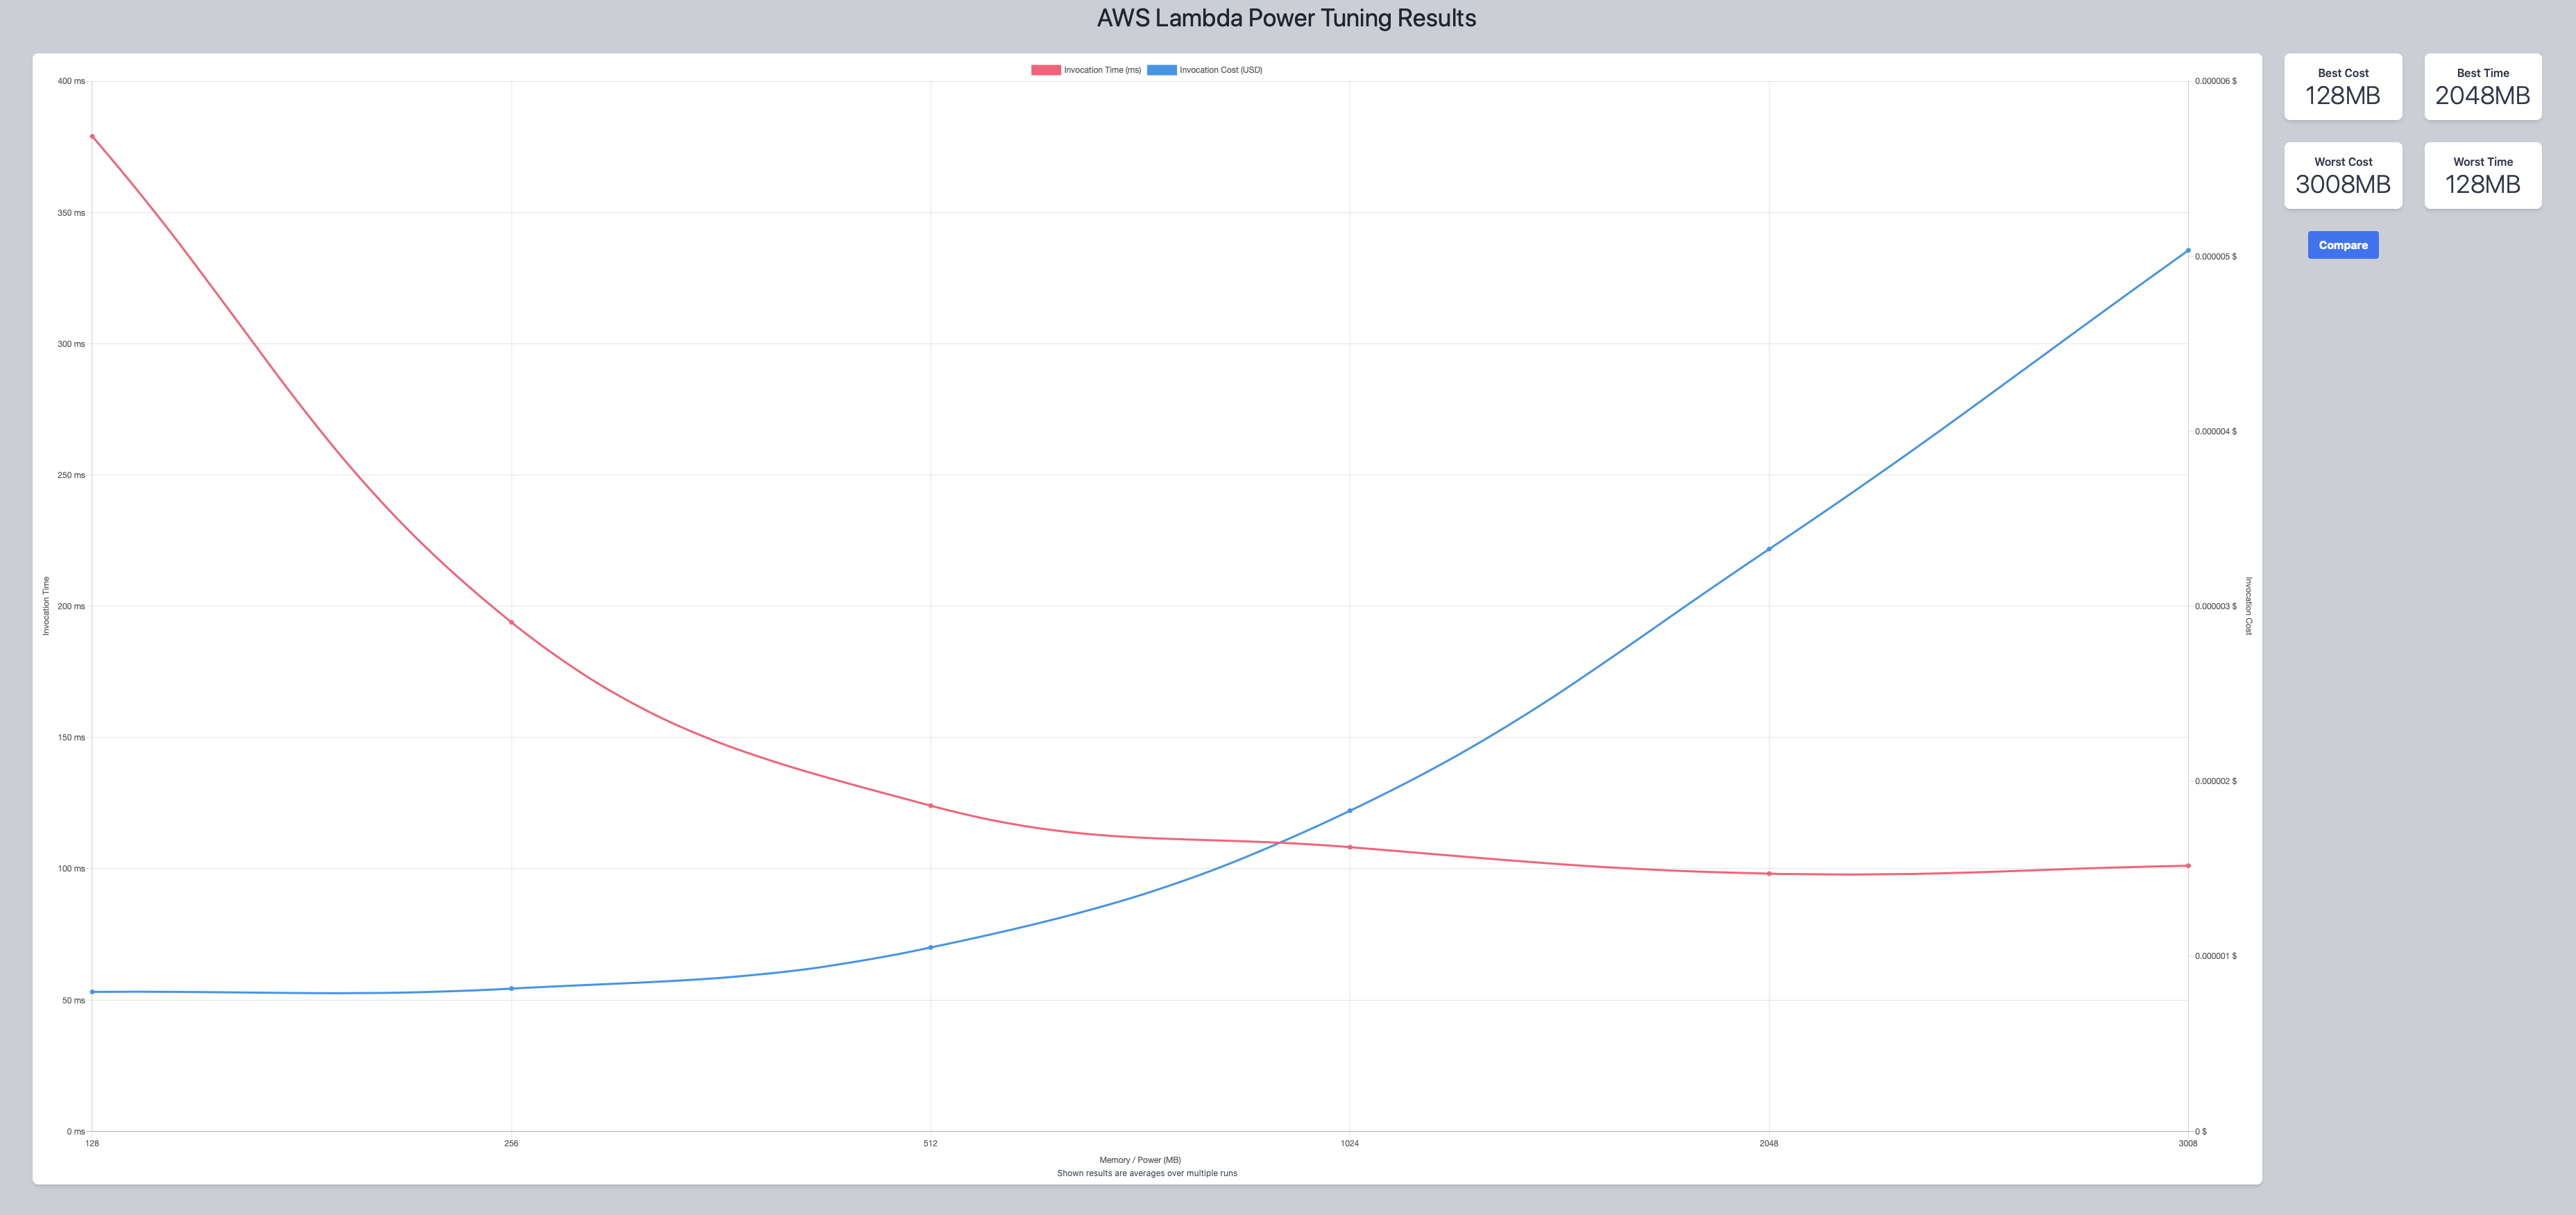 AWS Lambda Power Tuning Results
Invocation Time (ms)
Invocation Cost (USD)
400 ms
350 ms
300 ms
250 ms
200 ms
150 ms
100 ms
50 ms
0 ms
Invocation Time
0.000006 $
0.000005 $
0.000004 $
0.000003 $
0.000002 $
0.000001 $
0 $
Invocation Cost
128
256
512
1024
2048
3008
Memory / Power (MB)
Shown results are averages over multiple runs
Best Cost
128MB
Best Time
2048MB
Worst Cost
3008MB
Worst Time
128MB
Compare